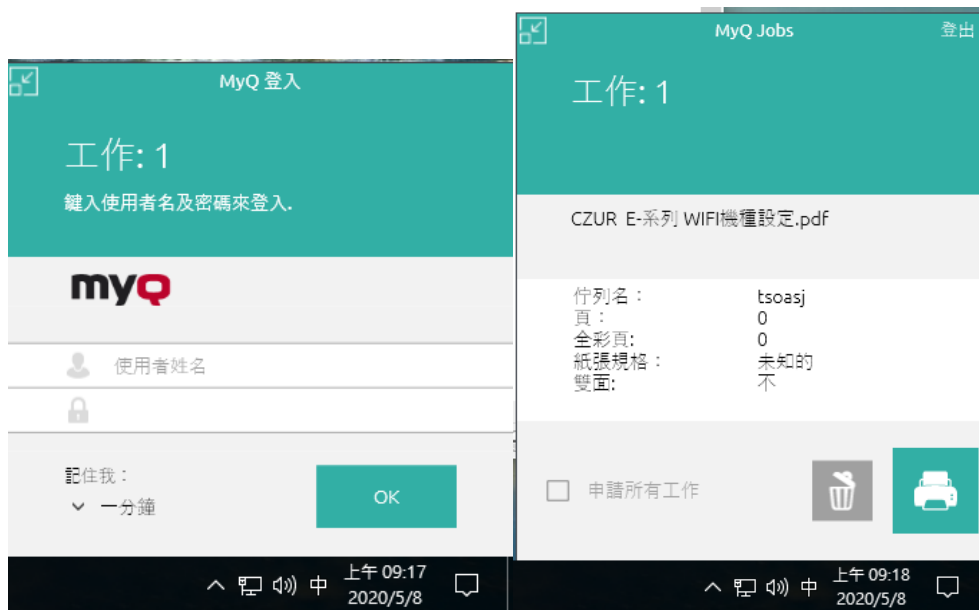 MyQ 登入
工作: 1
鍵入使用者名及密碼來登入.
myQ
使用者姓名
記住我：
一分鐘
OK
中
上午 09:17
2020/5/8
MyQ Jobs
登出
工作: 1
CZUR E-系列 WIFI機種設定.pdf
佇列名： tsoasj
頁： 0
全彩頁: 0
紙張規格： 未知的
雙面: 不
申請所有工作
中
上午 09:18
2020/5/8